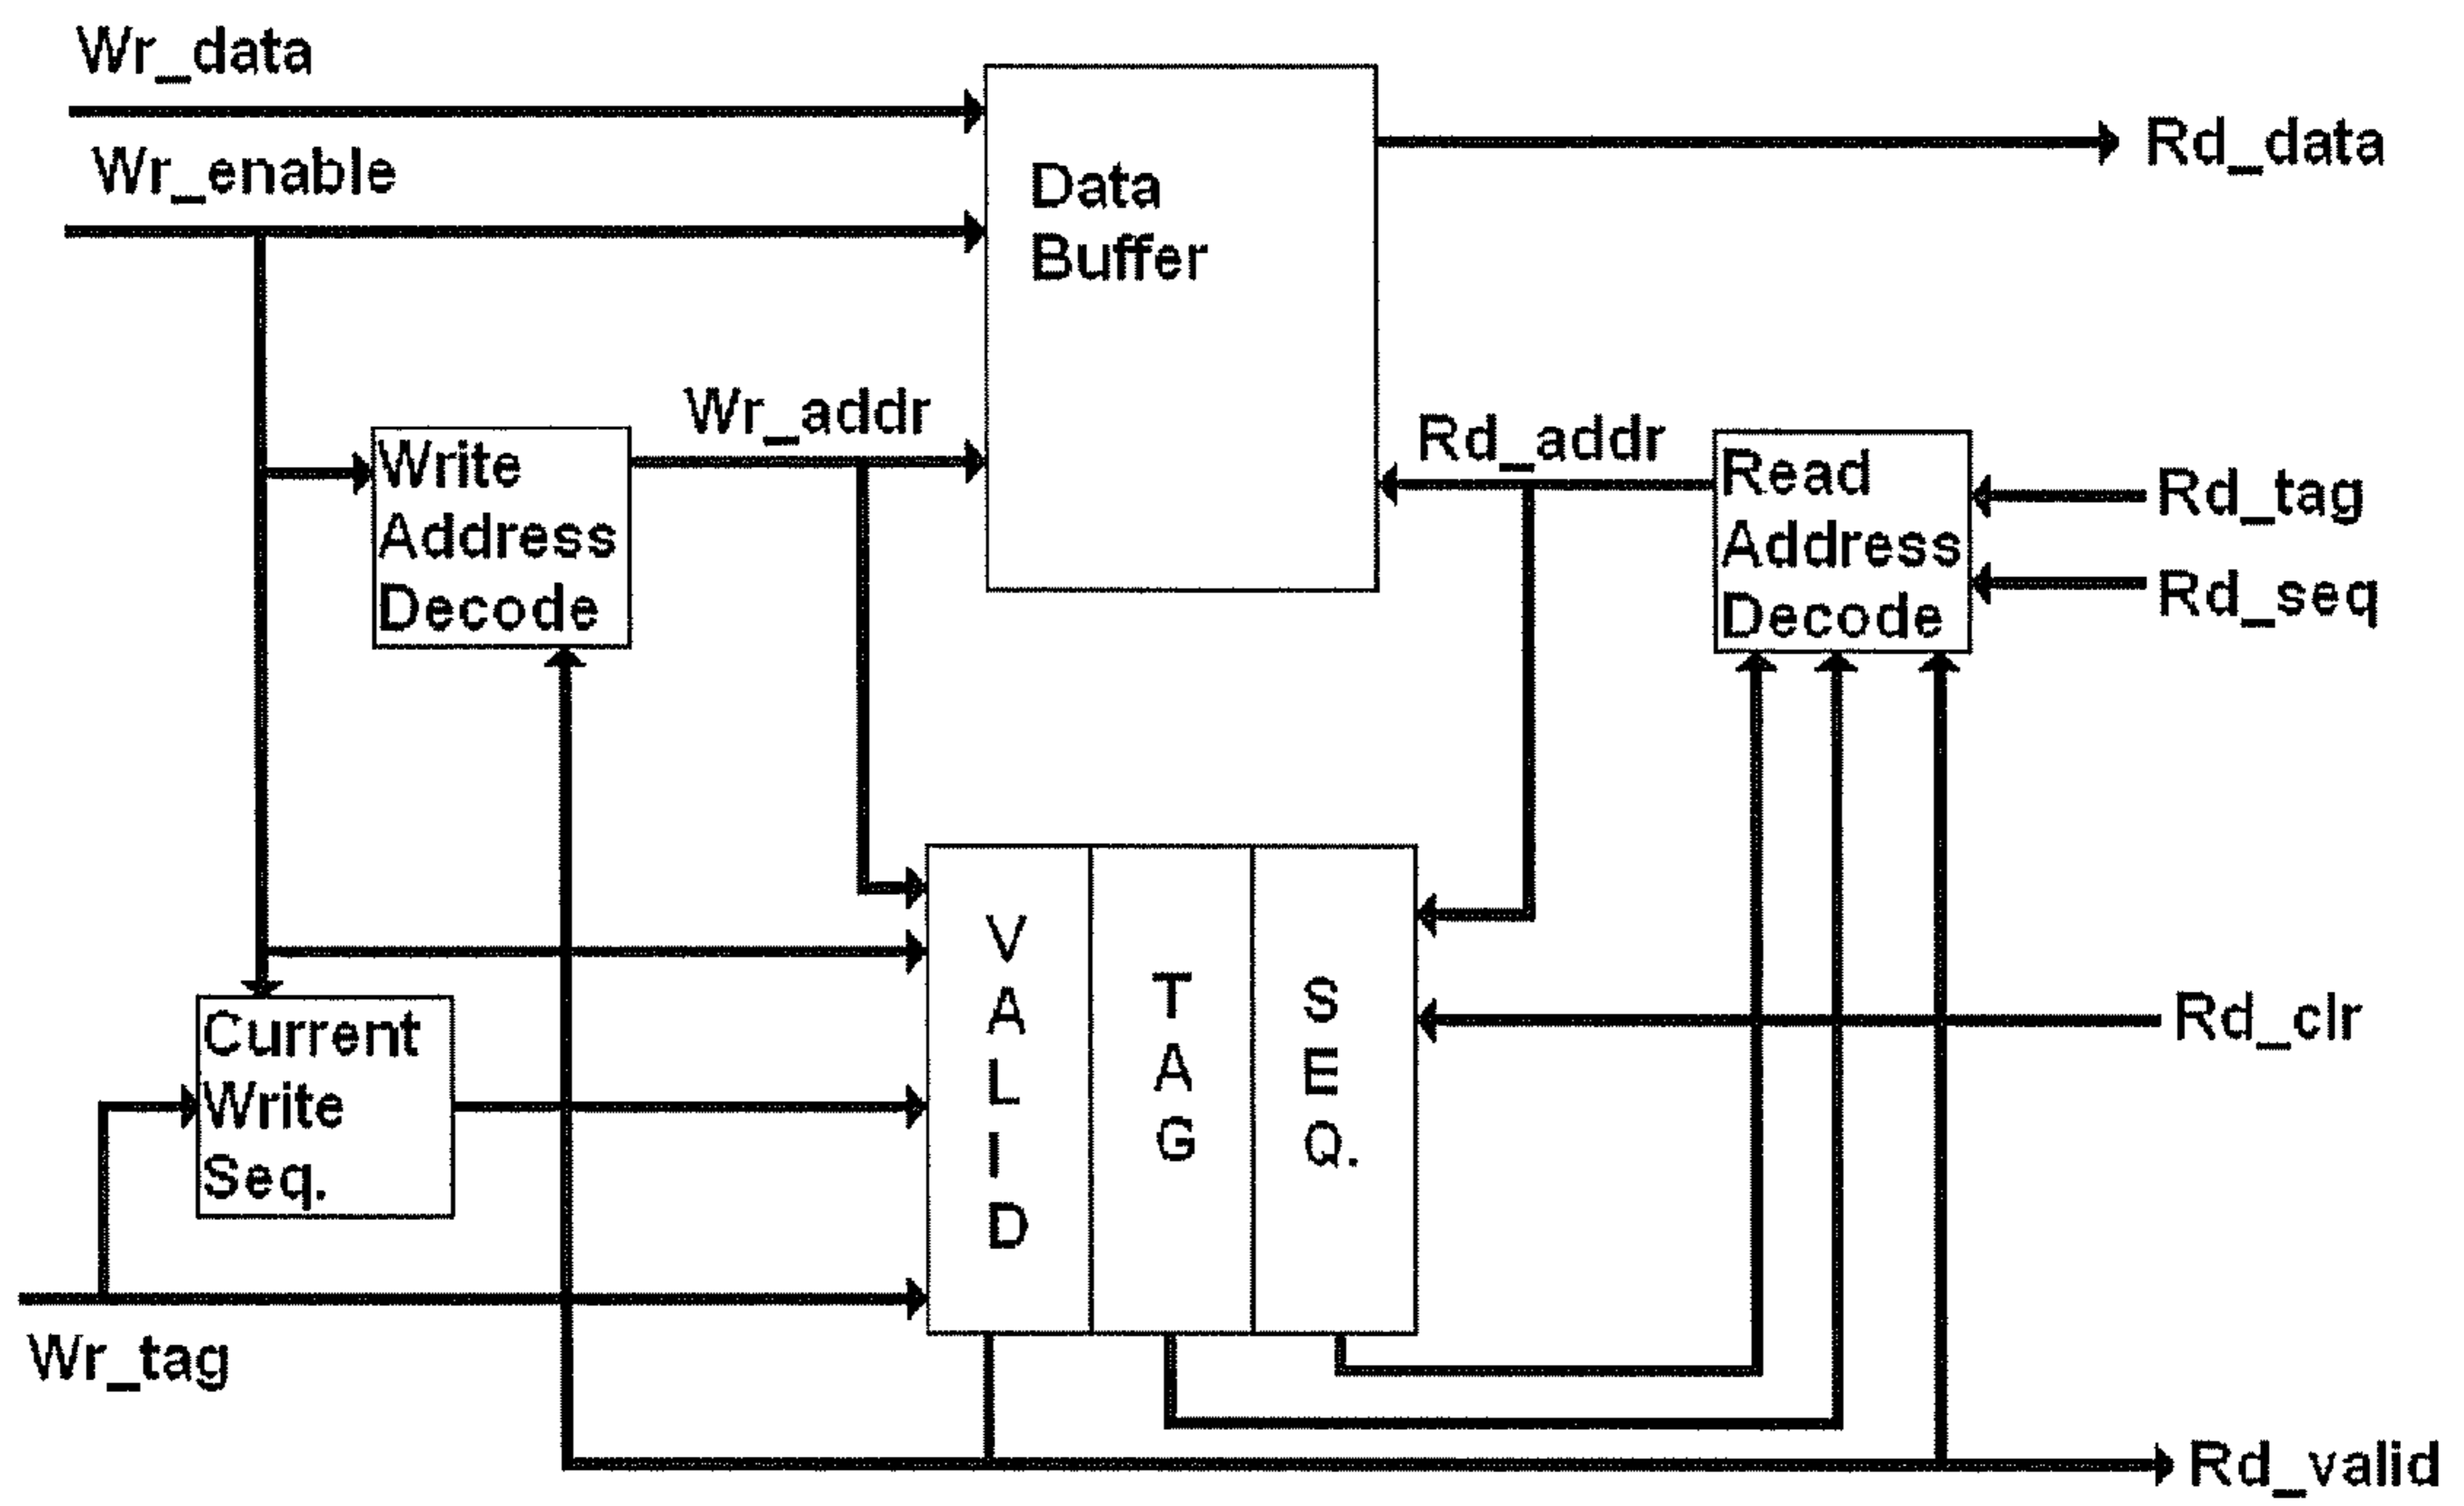 Wr_data
Wr_enable
Data
Buffer
Rd_data
Wr_addr
Write
Address
Decode
Rd_addr
Read
Address
Decode
Rd_tag
Rd_seq
V
A
L
I
D
T
A
G
S
E
Q.
Rd_clr
Current
Write
Seq.
Wr_tag
Rd_valid